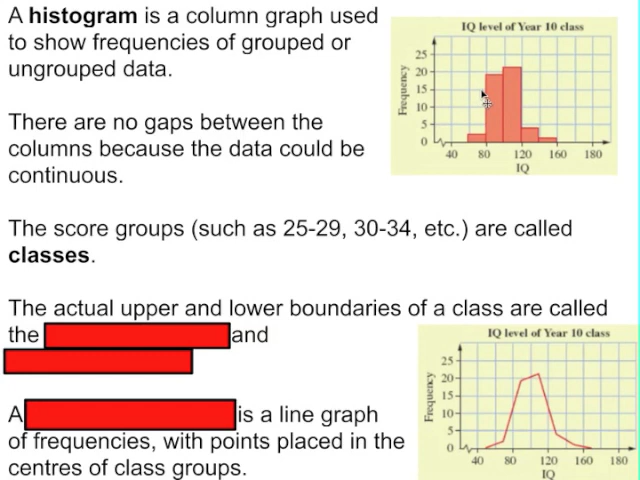 A histogram is a column graph used
to show frequencies of grouped or
ungrouped data.
There are no gaps between the
columns because the data could be
continuous.
The score groups (such as 25-29, 30-34, etc.) are called
classes.
The actual upper and lower boundaries of a class are called
the and
A is a line graph
of frequencies, with points placed in the
centres of class groups.
IQ level of Year 10 class
Frequency
25
20
15
10
5
0
40 80 120 160 180
IQ
IQ level of Year 10 class
Frequency
25
20
15
10
5
0
40 80 120 160 180
IQ